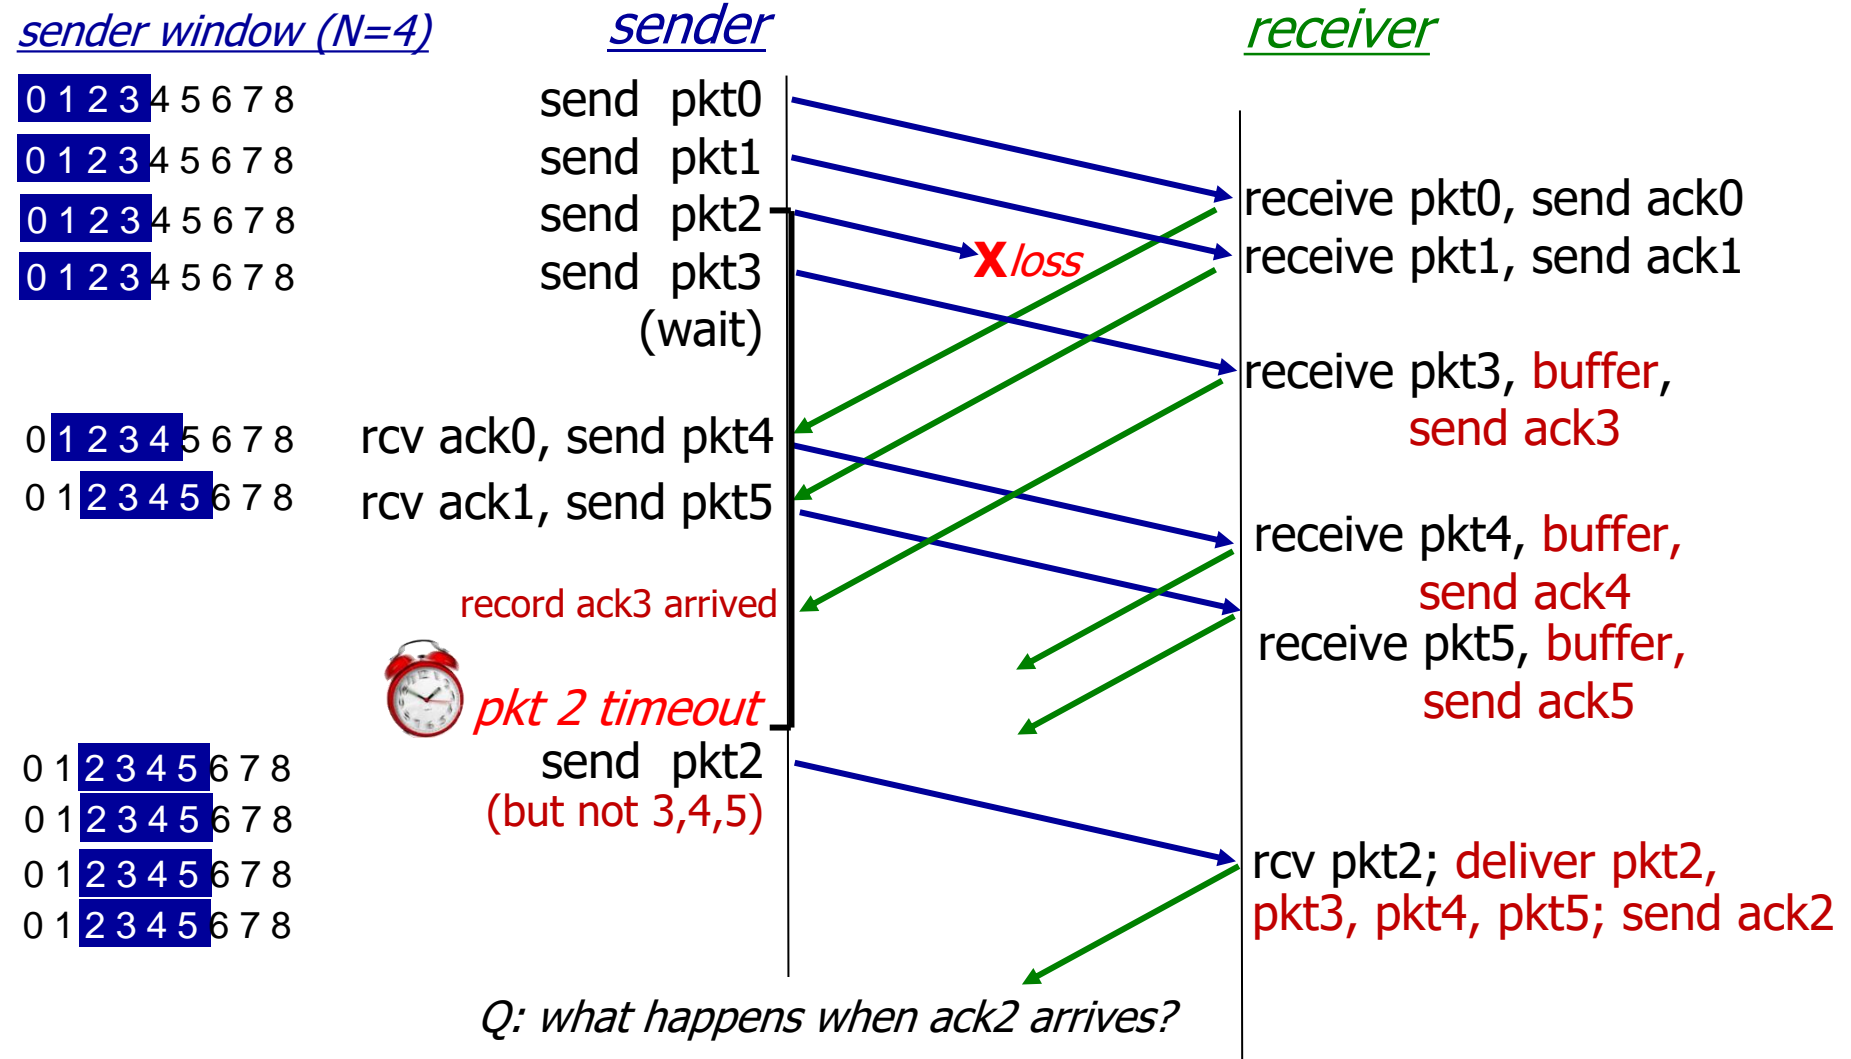 sender window (N=4)
sender
receiver
0 1 2 3 4 5 6 7 8
send pkt0
0 1 2 3 4 5 6 7 8
send pkt1
0 1 2 3 4 5 6 7 8
send pkt2
0 1 2 3 4 5 6 7 8
send pkt3
(wait)
X loss
receive pkt0, send ack0
receive pkt1, send ack1
receive pkt3, buffer,
send ack3
0 1 2 3 4 5 6 7 8
rcv ack0, send pkt4
0 1 2 3 4 5 6 7 8
rcv ack1, send pkt5
receive pkt4, buffer,
send ack4
record ack3 arrived
receive pkt5, buffer,
send ack5
pkt 2 timeout
0 1 2 3 4 5 6 7 8
send pkt2
0 1 2 3 4 5 6 7 8
(but not 3,4,5)
0 1 2 3 4 5 6 7 8
0 1 2 3 4 5 6 7 8
rcv pkt2; deliver pkt2,
pkt3, pkt4, pkt5; send ack2
Q: what happens when ack2 arrives?